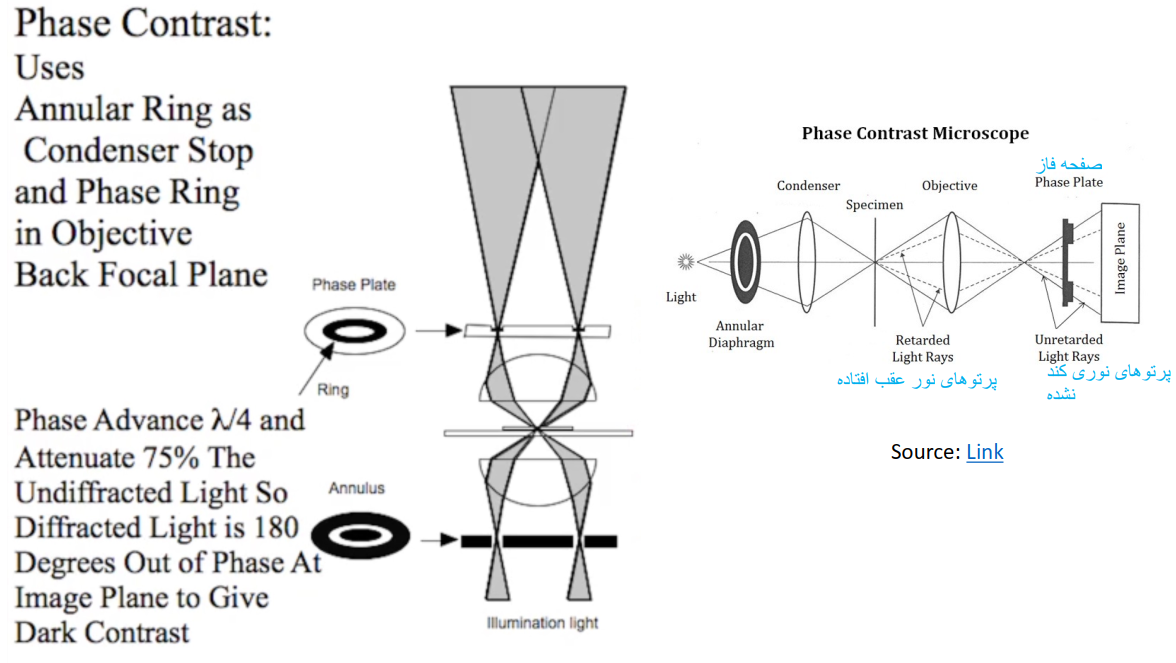 Phase Contrast:
Uses
Annular Ring as
Condenser Stop
and Phase Ring
in Objective
Back Focal Plane
Phase Plate
Ring
Phase Advance λ/4 and
Attenuate 75% The
Undiffracted Light So
Diffracted Light is 180
Degrees Out of Phase At
Image Plane to Give
Dark Contrast
Annulus
Illumination light
Phase Contrast Microscope
صفحه فاز
Phase Plate
Condenser
Objective
Specimen
Image Plane
Light
Annular
Diaphragm
Retarded
Light Rays
پرتوهای نور عقب افتاده
Unretarded
Light Rays
پرتوهای نوری کند
نشده
Source: Link